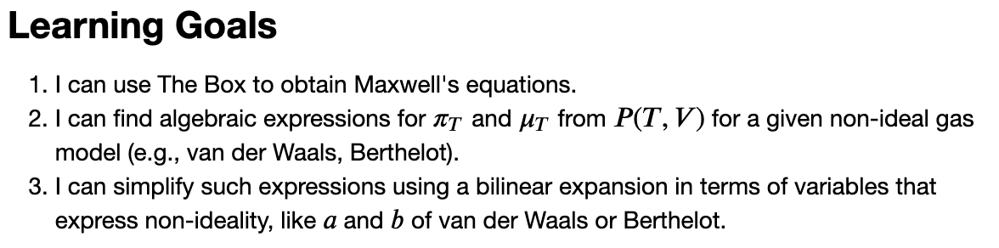 Learning Goals
1. I can use The Box to obtain Maxwell's equations.
2. I can find algebraic expressions for π_T and μ_T from P(T, V) for a given non-ideal gas
model (e.g., van der Waals, Berthelot).
3. I can simplify such expressions using a bilinear expansion in terms of variables that
express non-ideality, like a and b of van der Waals or Berthelot.